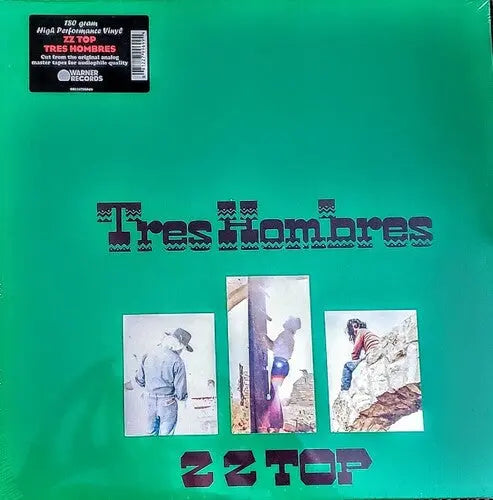 180 gram
High Performance Vinyl
ZZ TOP
TRES HOMBRES
Cut from the original analog
master tapes for audiophile quality
WARNER
RECORDS
Tres Hombres
ZZ TOP